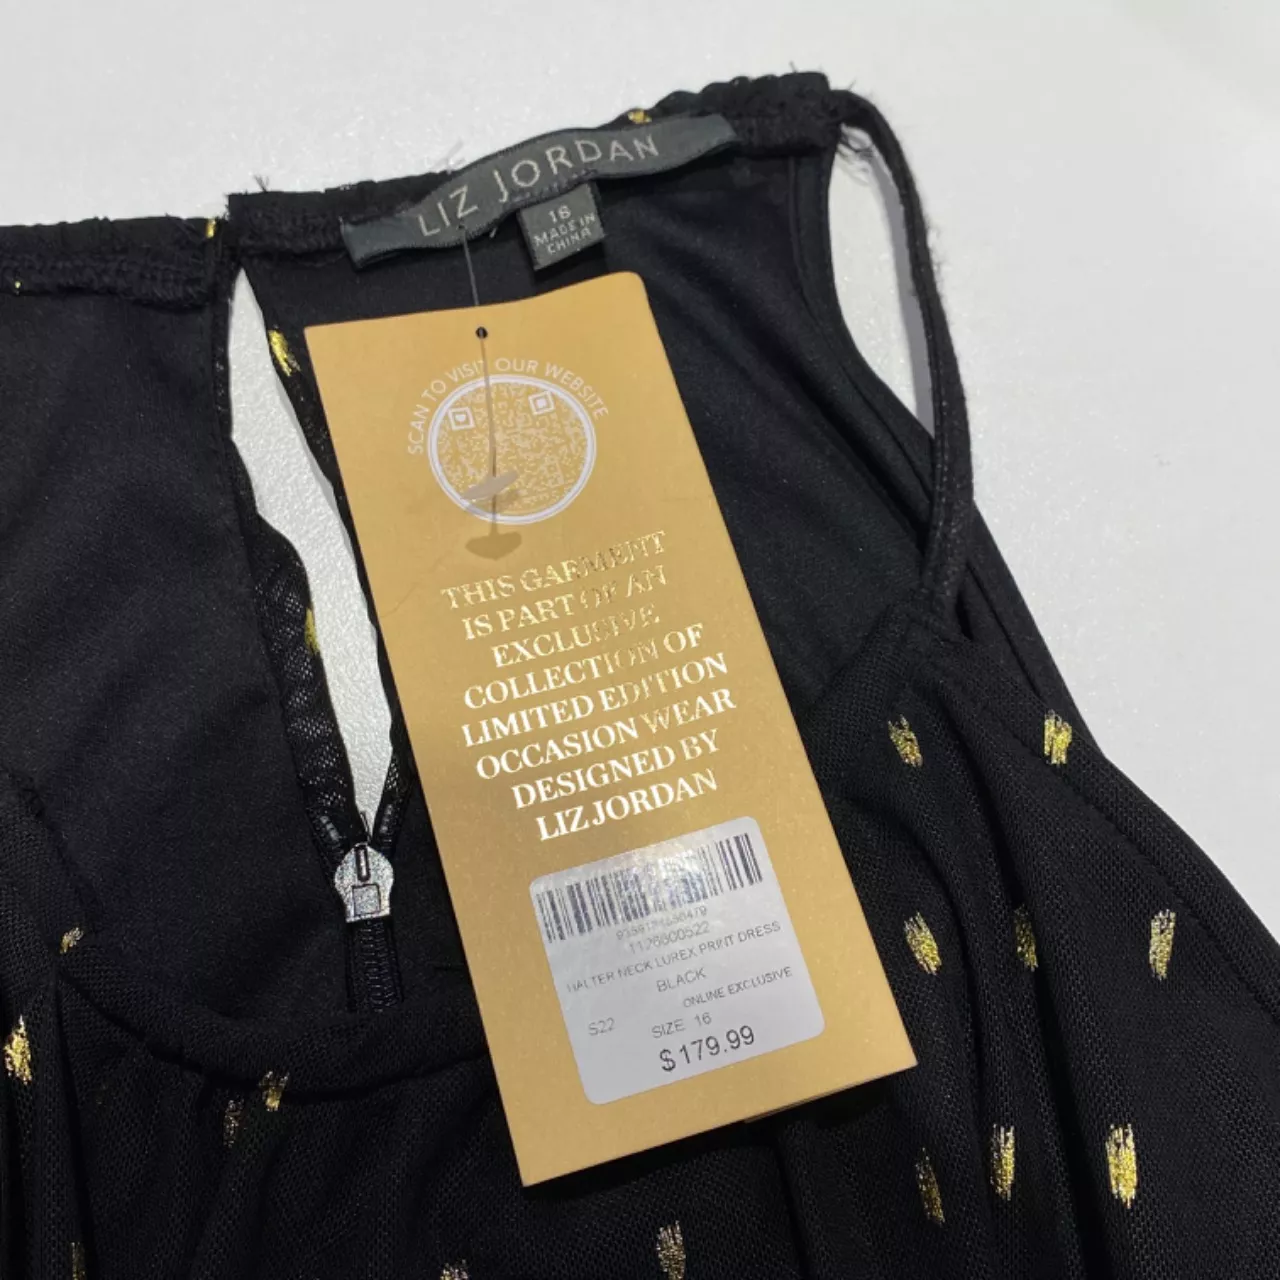 LIZ JORDAN
16
MADE IN
CHINA
SCAN TO VISIT OUR WEBSITE
THIS GARMENT
IS PART OF AN
EXCLUSIVE
COLLECTION OF
LIMITED EDITION
OCCASION WEAR
DESIGNED BY
LIZ JORDAN
1126600522
HALTER NECK LUREX PRINT DRESS
BLACK
ONLINE EXCLUSIVE
S22 SIZE 16
$179.99